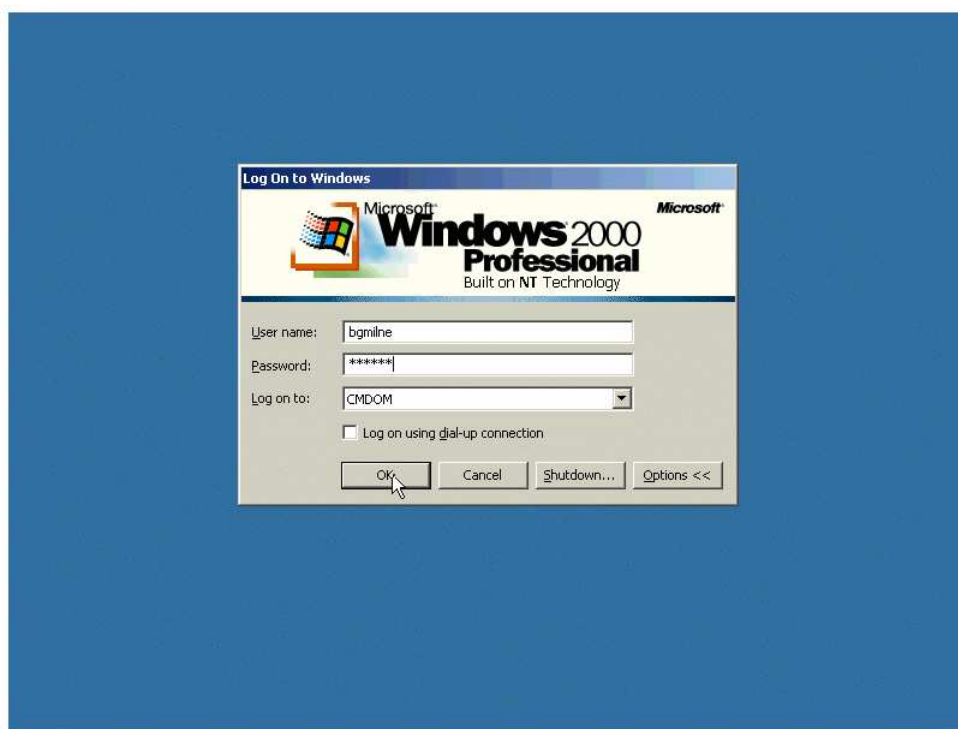 Log On to Windows
Microsoft
Microsoft
Windows 2000
Professional
Built on NT Technology
User name: bgmilne
Password: ******
Log on to: CMDOM
Log on using dial-up connection
OK Cancel Shutdown... Options <<